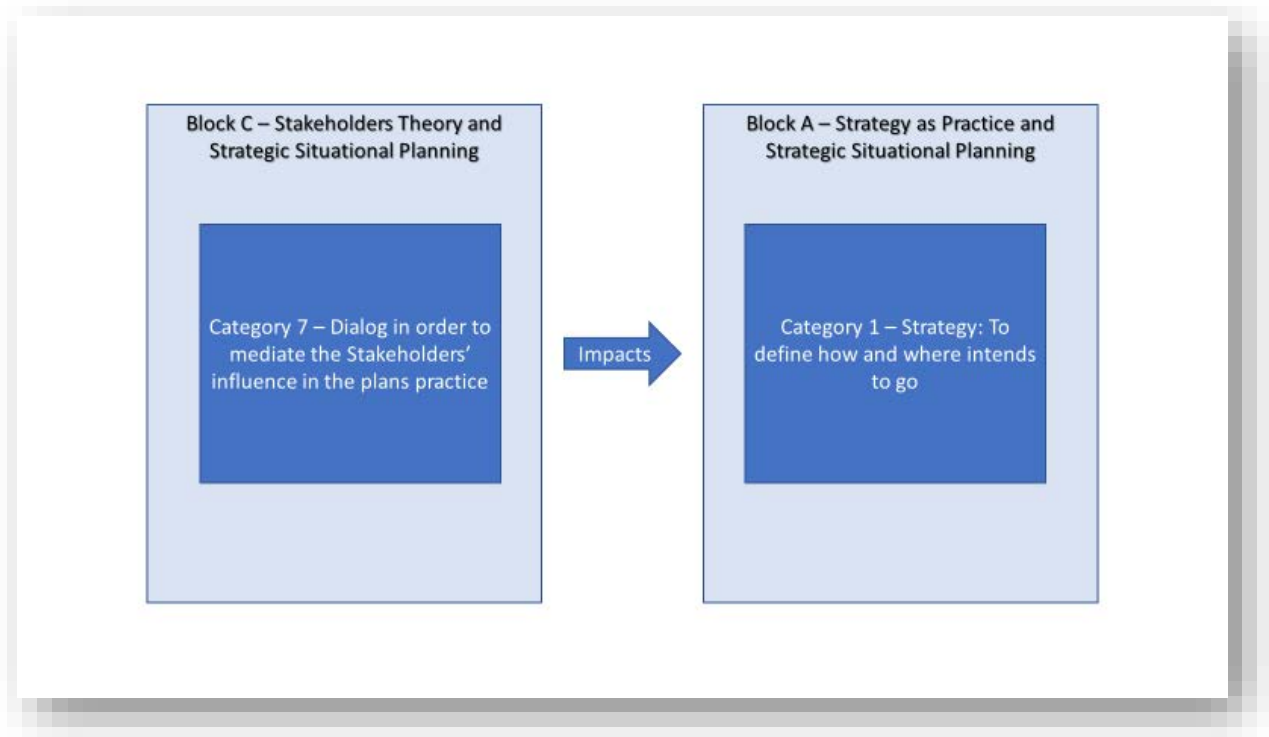 Block C – Stakeholders Theory and
Strategic Situational Planning
Category 7 – Dialog in order to
mediate the Stakeholders'
influence in the plans practice
Impacts
Block A – Strategy as Practice and
Strategic Situational Planning
Category 1 – Strategy: To
define how and where intends
to go